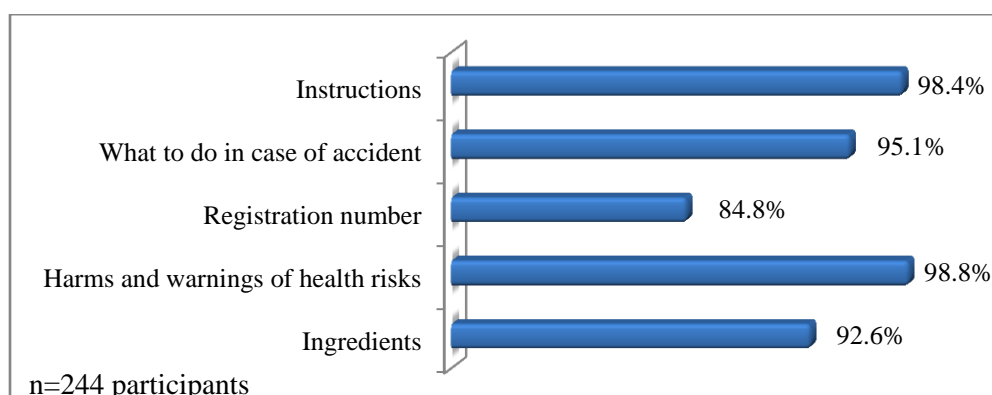 Instructions 98.4%
What to do in case of accident 95.1%
Registration number 84.8%
Harms and warnings of health risks 98.8%
Ingredients 92.6%
n=244 participants